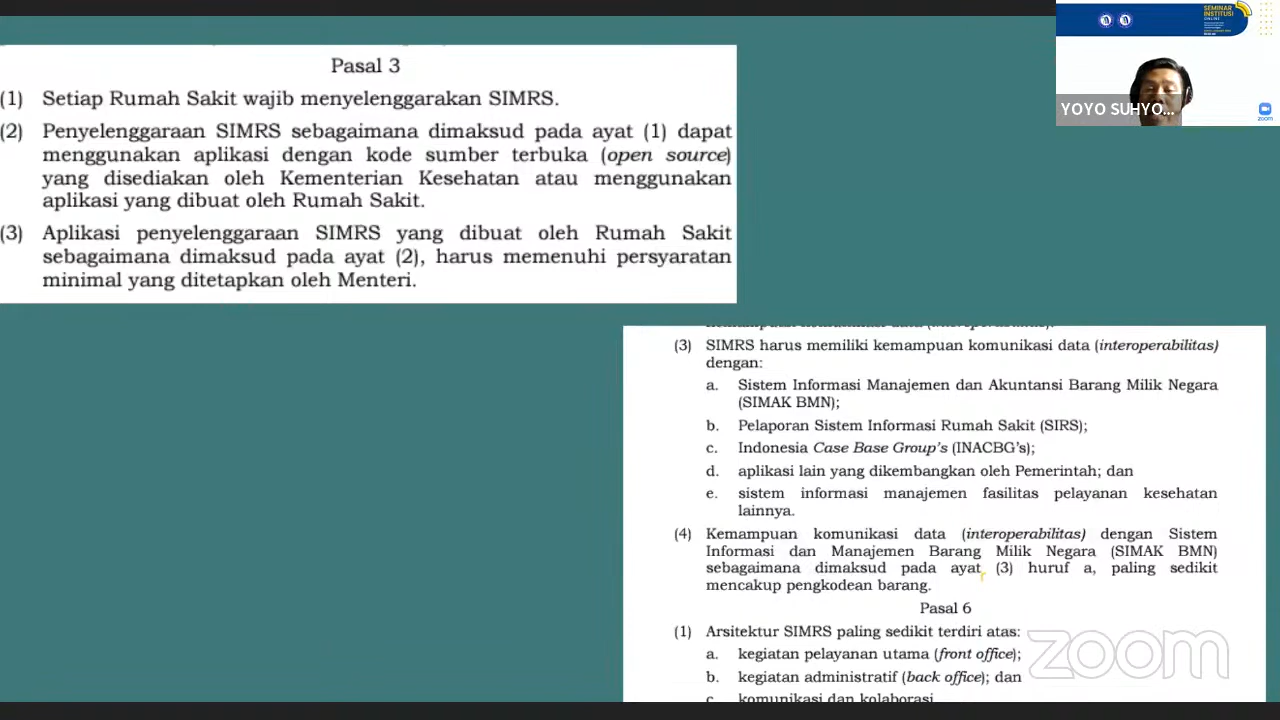 Pasal 3
(1) Setiap Rumah Sakit wajib menyelenggarakan SIMRS.
(2) Penyelenggaraan SIMRS sebagaimana dimaksud pada ayat (1) dapat
menggunakan aplikasi dengan kode sumber terbuka (open source)
yang disediakan oleh Kementerian Kesehatan atau menggunakan
aplikasi yang dibuat oleh Rumah Sakit.
(3) Aplikasi penyelenggaraan SIMRS yang dibuat oleh Rumah Sakit
sebagaimana dimaksud pada ayat (2), harus memenuhi persyaratan
minimal yang ditetapkan oleh Menteri.
SEMINAR
INSTITUSI
YOYO SUHYO...
zoom
(3) SIMRS harus memiliki kemampuan komunikasi data (interoperabilitas)
dengan:
a. Sistem Informasi Manajemen dan Akuntansi Barang Milik Negara
(SIMAK BMN);
b. Pelaporan Sistem Informasi Rumah Sakit (SIRS);
c. Indonesia Case Base Group's (INACBG's);
d. aplikasi lain yang dikembangkan oleh Pemerintah; dan
e. sistem informasi manajemen fasilitas pelayanan kesehatan
lainnya.
(4) Kemampuan komunikasi data (interoperabilitas) dengan Sistem
Informasi dan Manajemen Barang Milik Negara (SIMAK BMN)
sebagaimana dimaksud pada ayat (3) huruf a, paling sedikit
mencakup pengkodean barang.
Pasal 6
(1) Arsitektur SIMRS paling sedikit terdiri atas:
a. kegiatan pelayanan utama (front office);
b. kegiatan administratif (back office); dan
c. komunikasi dan kolaborasi
zoom